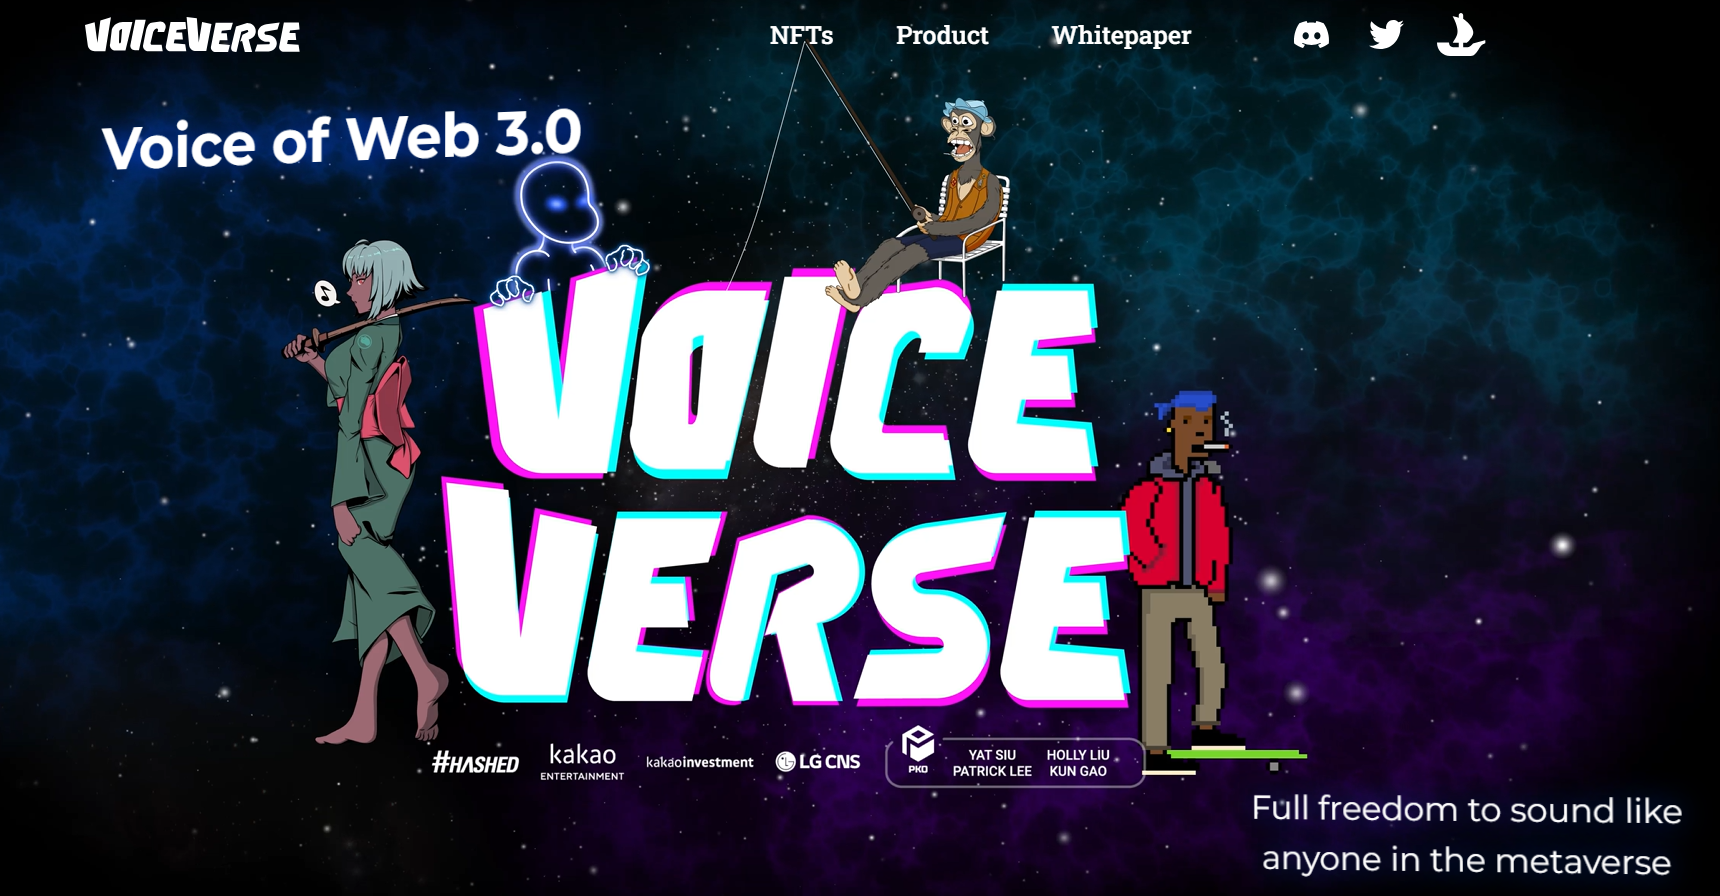 VOICEVERSE
NFTs
Product
Whitepaper
Voice of Web 3.0
VOICE
VERSE
#HASHED
kakao
ENTERTAINMENT
kakaoinvestment
LG CNS
PKO
YAT SIU
HOLLY LIU
PATRICK LEE
KUN GAO
Full freedom to sound like
anyone in the metaverse